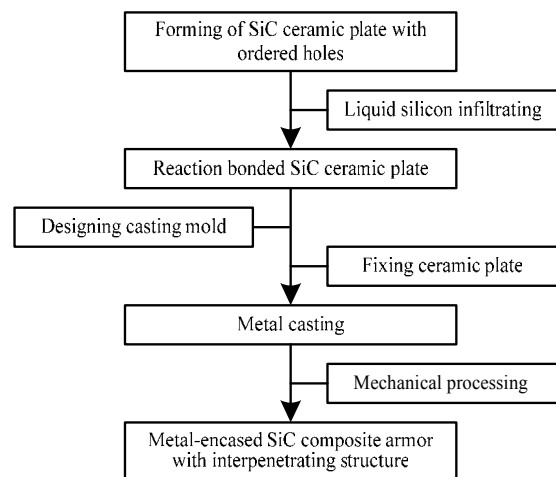 Forming of SiC ceramic plate with
ordered holes
Liquid silicon infiltrating
Reaction bonded SiC ceramic plate
Designing casting mold
Fixing ceramic plate
Metal casting
Mechanical processing
Metal-encased SiC composite armor
with interpenetrating structure